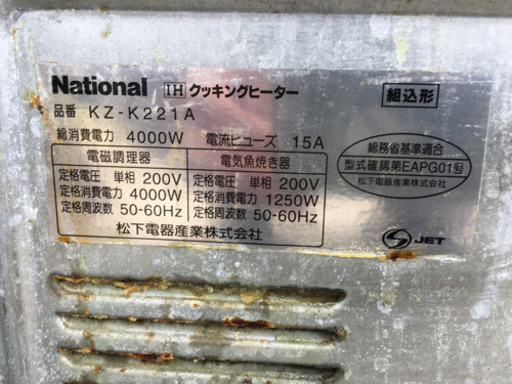 National IH クッキングヒーター 組込形
品番 KZ-K221A
総消費電力 4000W 電流ヒューズ 15A
電磁調理器
定格電圧 単相 200V
定格消費電力 4000W
定格周波数 50-60Hz
電気魚焼き器
定格電圧 単相 200V
定格消費電力 1250W
定格周波数 50-60Hz
松下電器産業株式会社
総務省基準適合
型式確認第EAPG01号
松下電器産業株式会社
S JET